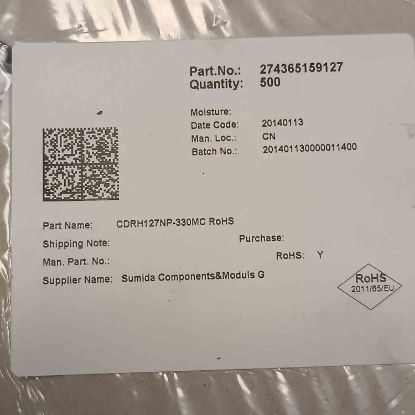 Part.No.: 274365159127
Quantity: 500
Moisture:
Date Code: 20140113
Man. Loc.: CN
Batch No.: 201401130000011400
Part Name: CDRH127NP-330MC RoHS
Shipping Note: Purchase:
Man. Part. No.: RoHS: Y
Supplier Name: Sumida Components&Moduls G
RoHS
2011/65/EU